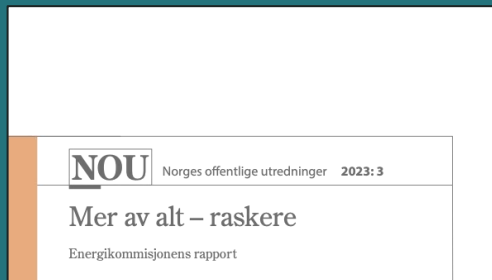 NOU Norges offentlige utredninger 2023: 3
Mer av alt – raskere
Energikommisjonens rapport